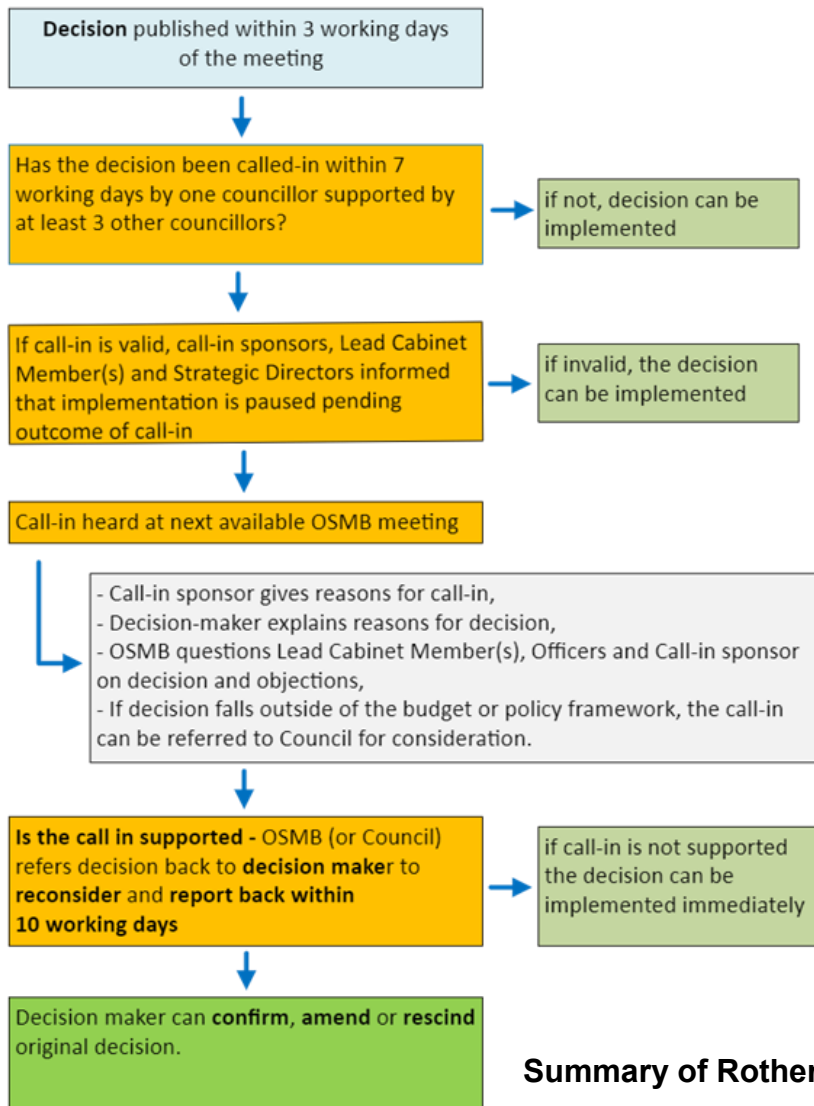 Decision published within 3 working days
of the meeting
Has the decision been called-in within 7
working days by one councillor supported by
at least 3 other councillors?
if not, decision can be
implemented
If call-in is valid, call-in sponsors, Lead Cabinet
Member(s) and Strategic Directors informed
that implementation is paused pending
outcome of call-in
if invalid, the decision
can be implemented
Call-in heard at next available OSMB meeting
- Call-in sponsor gives reasons for call-in,
- Decision-maker explains reasons for decision,
- OSMB questions Lead Cabinet Member(s), Officers and Call-in sponsor
on decision and objections,
- If decision falls outside of the budget or policy framework, the call-in
can be referred to Council for consideration.
Is the call in supported - OSMB (or Council)
refers decision back to decision maker to
reconsider and report back within
10 working days
if call-in is not supported
the decision can be
implemented immediately
Decision maker can confirm, amend or rescind
original decision.
Summary of Rother